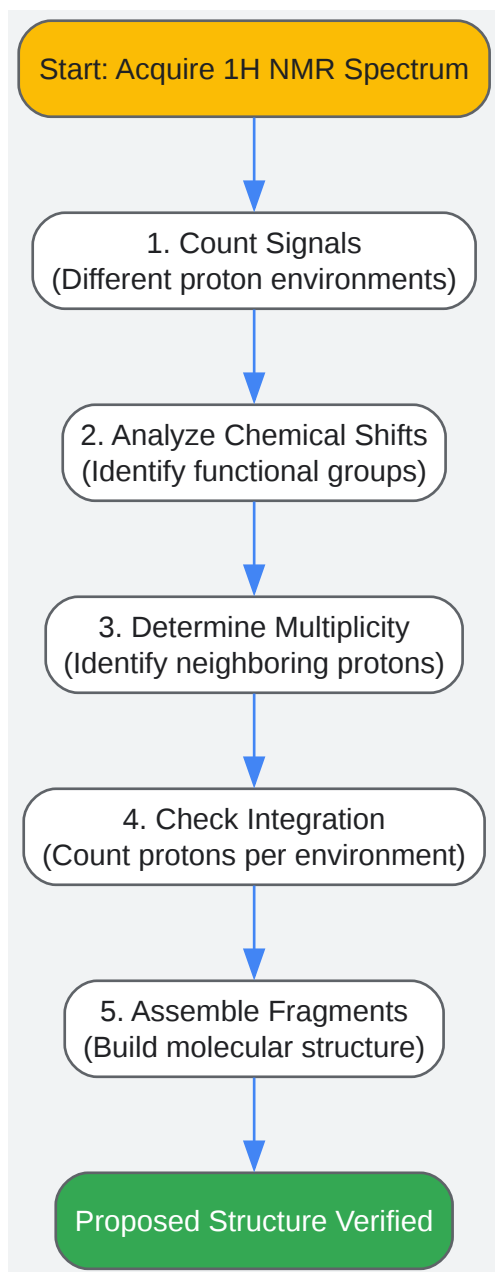 Start: Acquire 1H NMR Spectrum
1. Count Signals
(Different proton environments)
2. Analyze Chemical Shifts
(Identify functional groups)
3. Determine Multiplicity
(Identify neighboring protons)
4. Check Integration
(Count protons per environment)
5. Assemble Fragments
(Build molecular structure)
Proposed Structure Verified